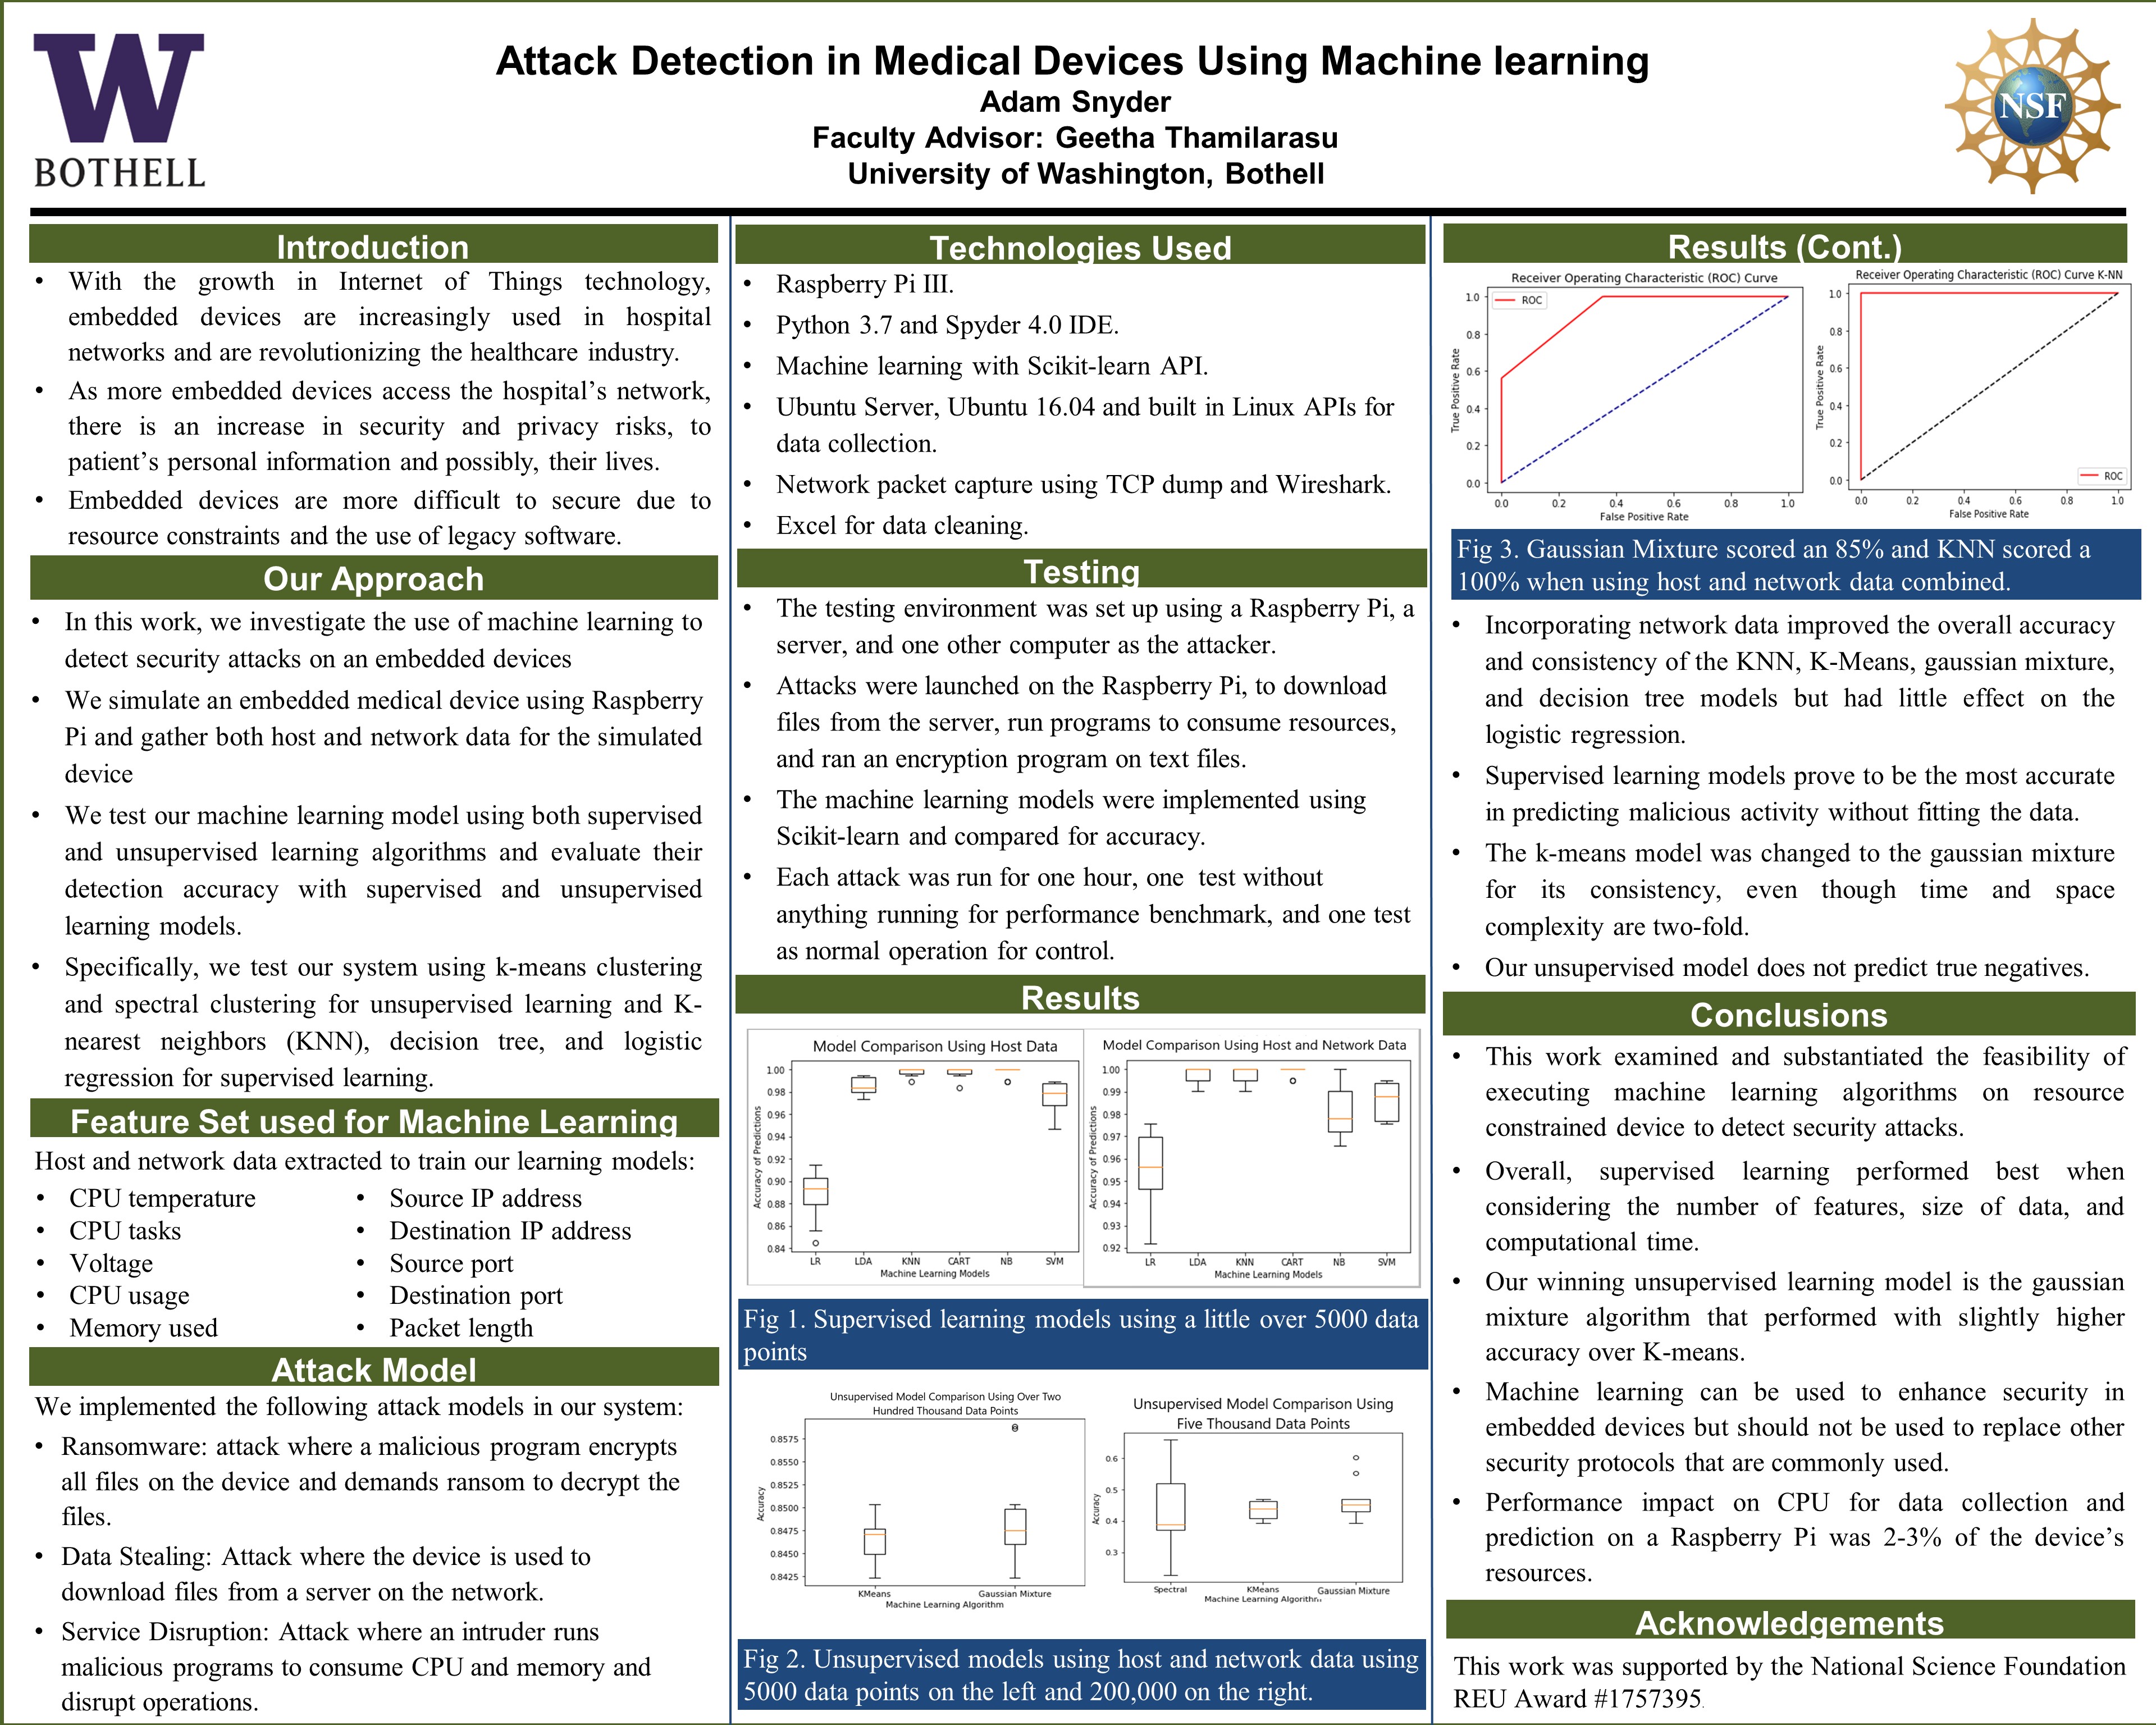 W
BOTHELL
Attack Detection in Medical Devices Using Machine learning
Adam Snyder
Faculty Advisor: Geetha Thamilarasu
University of Washington, Bothell
NSF
Introduction
• With the growth in Internet of Things technology,
embedded devices are increasingly used in hospital
networks and are revolutionizing the healthcare industry.
• As more embedded devices access the hospital’s network,
there is an increase in security and privacy risks, to
patient’s personal information and possibly, their lives.
• Embedded devices are more difficult to secure due to
resource constraints and the use of legacy software.
Our Approach
• In this work, we investigate the use of machine learning to
detect security attacks on an embedded devices
• We simulate an embedded medical device using Raspberry
Pi and gather both host and network data for the simulated
device
• We test our machine learning model using both supervised
and unsupervised learning algorithms and evaluate their
detection accuracy with supervised and unsupervised
learning models.
• Specifically, we test our system using k-means clustering
and spectral clustering for unsupervised learning and K-
nearest neighbors (KNN), decision tree, and logistic
regression for supervised learning.
Feature Set used for Machine Learning
Host and network data extracted to train our learning models:
• CPU temperature
• CPU tasks
• Voltage
• CPU usage
• Memory used
• Source IP address
• Destination IP address
• Source port
• Destination port
• Packet length
Attack Model
We implemented the following attack models in our system:
• Ransomware: attack where a malicious program encrypts
all files on the device and demands ransom to decrypt the
files.
• Data Stealing: Attack where the device is used to
download files from a server on the network.
• Service Disruption: Attack where an intruder runs
malicious programs to consume CPU and memory and
disrupt operations.
Technologies Used
• Raspberry Pi III.
• Python 3.7 and Spyder 4.0 IDE.
• Machine learning with Scikit-learn API.
• Ubuntu Server, Ubuntu 16.04 and built in Linux APIs for
data collection.
• Network packet capture using TCP dump and Wireshark.
• Excel for data cleaning.
Testing
• The testing environment was set up using a Raspberry Pi, a
server, and one other computer as the attacker.
• Attacks were launched on the Raspberry Pi, to download
files from the server, run programs to consume resources,
and ran an encryption program on text files.
• The machine learning models were implemented using
Scikit-learn and compared for accuracy.
• Each attack was run for one hour, one test without
anything running for performance benchmark, and one test
as normal operation for control.
Results
Model Comparison Using Host Data
Accuracy of Predictions
1.00
0.98
0.96
0.94
0.92
0.90
0.88
0.86
0.84
LR LDA KNN CART NB SVM
Machine Learning Models
Model Comparison Using Host and Network Data
Accuracy of Predictions
1.00
0.99
0.98
0.97
0.96
0.95
0.94
0.93
0.92
LR LDA KNN CART NB SVM
Machine Learning Models
Fig 1. Supervised learning models using a little over 5000 data
points
Unsupervised Model Comparison Using Over Two
Hundred Thousand Data Points
Accuracy
0.8575
0.8550
0.8525
0.8500
0.8475
0.8450
0.8425
KMeans Gaussian Mixture
Machine Learning Algorithm
Unsupervised Model Comparison Using
Five Thousand Data Points
Accuracy
0.6
0.5
0.4
0.3
Spectral KMeans Gaussian Mixture
Machine Learning Algorithm
Fig 2. Unsupervised models using host and network data using
5000 data points on the left and 200,000 on the right.
Results (Cont.)
Receiver Operating Characteristic (ROC) Curve
ROC
True Positive Rate
1.0
0.8
0.6
0.4
0.2
0.0
0.0 0.2 0.4 0.6 0.8 1.0
False Positive Rate
Receiver Operating Characteristic (ROC) Curve K-NN
True Positive Rate
1.0
0.8
0.6
0.4
0.2
0.0
ROC
0.0 0.2 0.4 0.6 0.8 1.0
False Positive Rate
Fig 3. Gaussian Mixture scored an 85% and KNN scored a
100% when using host and network data combined.
• Incorporating network data improved the overall accuracy
and consistency of the KNN, K-Means, gaussian mixture,
and decision tree models but had little effect on the
logistic regression.
• Supervised learning models prove to be the most accurate
in predicting malicious activity without fitting the data.
• The k-means model was changed to the gaussian mixture
for its consistency, even though time and space
complexity are two-fold.
• Our unsupervised model does not predict true negatives.
Conclusions
• This work examined and substantiated the feasibility of
executing machine learning algorithms on resource
constrained device to detect security attacks.
• Overall, supervised learning performed best when
considering the number of features, size of data, and
computational time.
• Our winning unsupervised learning model is the gaussian
mixture algorithm that performed with slightly higher
accuracy over K-means.
• Machine learning can be used to enhance security in
embedded devices but should not be used to replace other
security protocols that are commonly used.
• Performance impact on CPU for data collection and
prediction on a Raspberry Pi was 2-3% of the device’s
resources.
Acknowledgements
This work was supported by the National Science Foundation
REU Award #1757395.